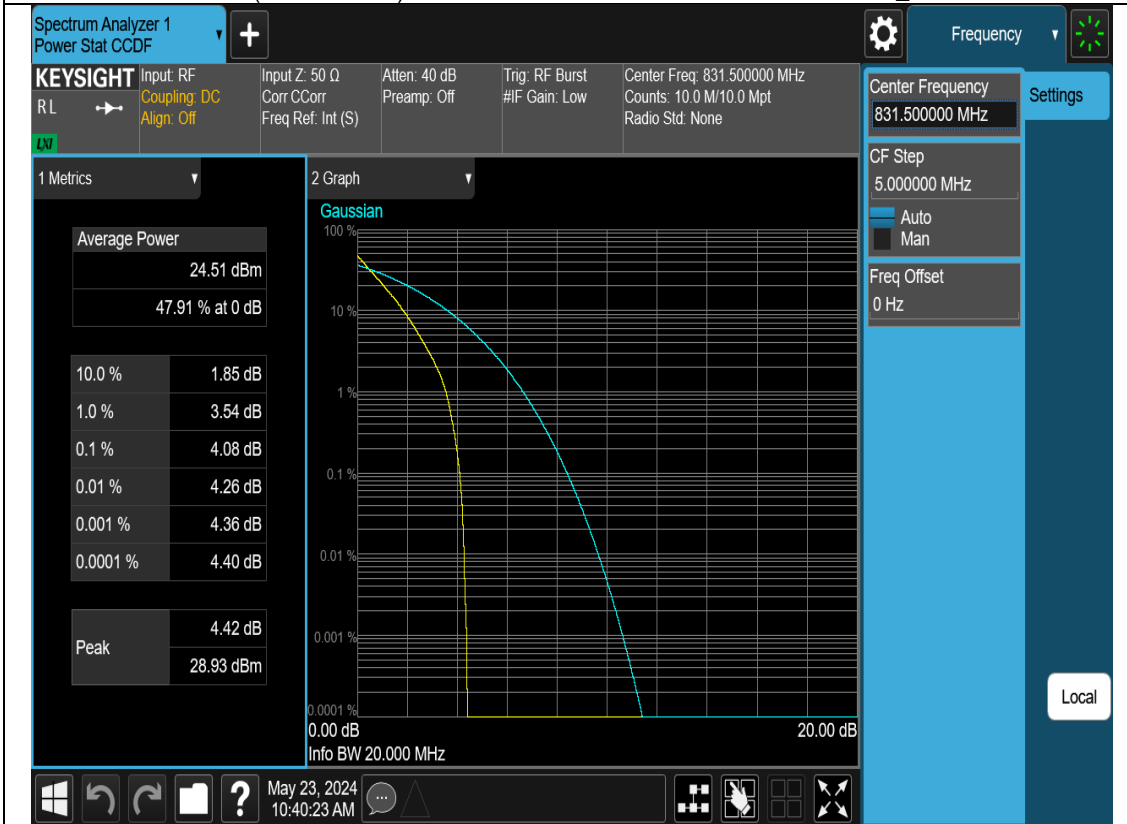 Spectrum Analyzer 1
Power Stat CCDF
+
Frequency
KEYSIGHT
RL
LXI
Input: RF
Coupling: DC
Align: Off
Input Z: 50 Ω
Corr CCorr
Freq Ref: Int (S)
Atten: 40 dB
Preamp: Off
Trig: RF Burst
#IF Gain: Low
Center Freq: 831.500000 MHz
Counts: 10.0 M/10.0 Mpt
Radio Std: None
Center Frequency
831.500000 MHz
Settings
CF Step
5.000000 MHz
Auto
Man
Freq Offset
0 Hz
Local
1 Metrics
Average Power
24.51 dBm
47.91 % at 0 dB
10.0 % 1.85 dB
1.0 % 3.54 dB
0.1 % 4.08 dB
0.01 % 4.26 dB
0.001 % 4.36 dB
0.0001 % 4.40 dB
Peak 4.42 dB
28.93 dBm
2 Graph
Gaussian
100 %
10 %
1 %
0.1 %
0.01 %
0.001 %
0.0001 %
0.00 dB 20.00 dB
Info BW 20.000 MHz
?
May 23, 2024
10:40:23 AM